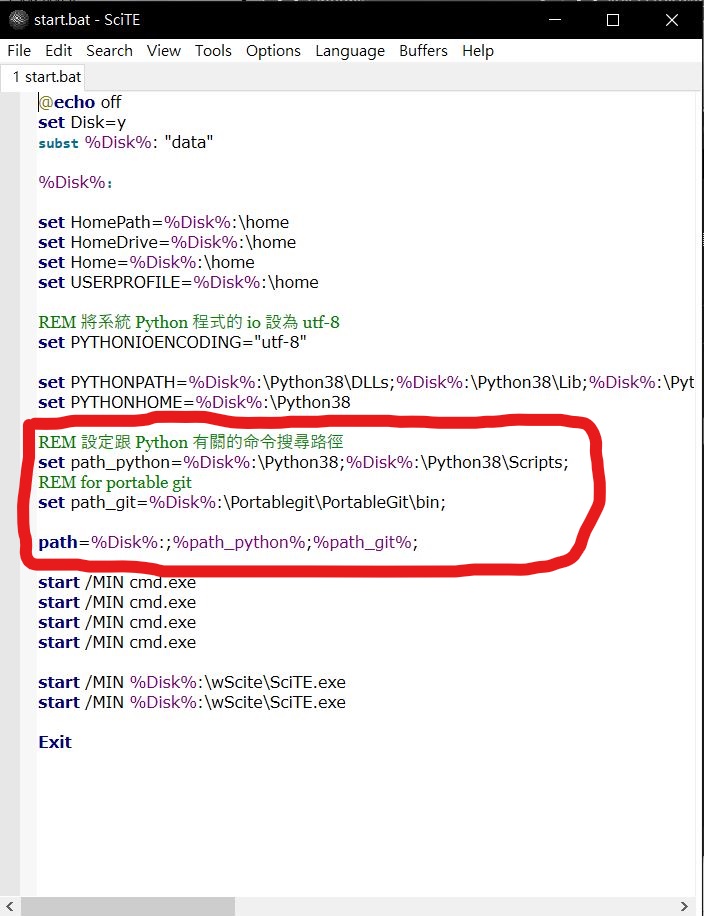 start.bat - SciTE
File Edit Search View Tools Options Language Buffers Help
1 start.bat
@echo off
set Disk=y
subst %Disk%: "data"
%Disk%:
set HomePath=%Disk%:\home
set HomeDrive=%Disk%:\home
set Home=%Disk%:\home
set USERPROFILE=%Disk%:\home
REM 將系統 Python 程式的 io 設為 utf-8
set PYTHONIOENCODING="utf-8"
set PYTHONPATH=%Disk%:\Python38\DLLs;%Disk%:\Python38\Lib;%Disk%:\Pyt
set PYTHONHOME=%Disk%:\Python38
REM 設定跟 Python 有關的命令搜尋路徑
set path_python=%Disk%:\Python38;%Disk%:\Python38\Scripts;
REM for portable git
set path_git=%Disk%:\Portablegit\PortableGit\bin;
path=%Disk%:;%path_python%;%path_git%;
start /MIN cmd.exe
start /MIN cmd.exe
start /MIN cmd.exe
start /MIN cmd.exe
start /MIN %Disk%:\wScite\SciTE.exe
start /MIN %Disk%:\wScite\SciTE.exe
Exit